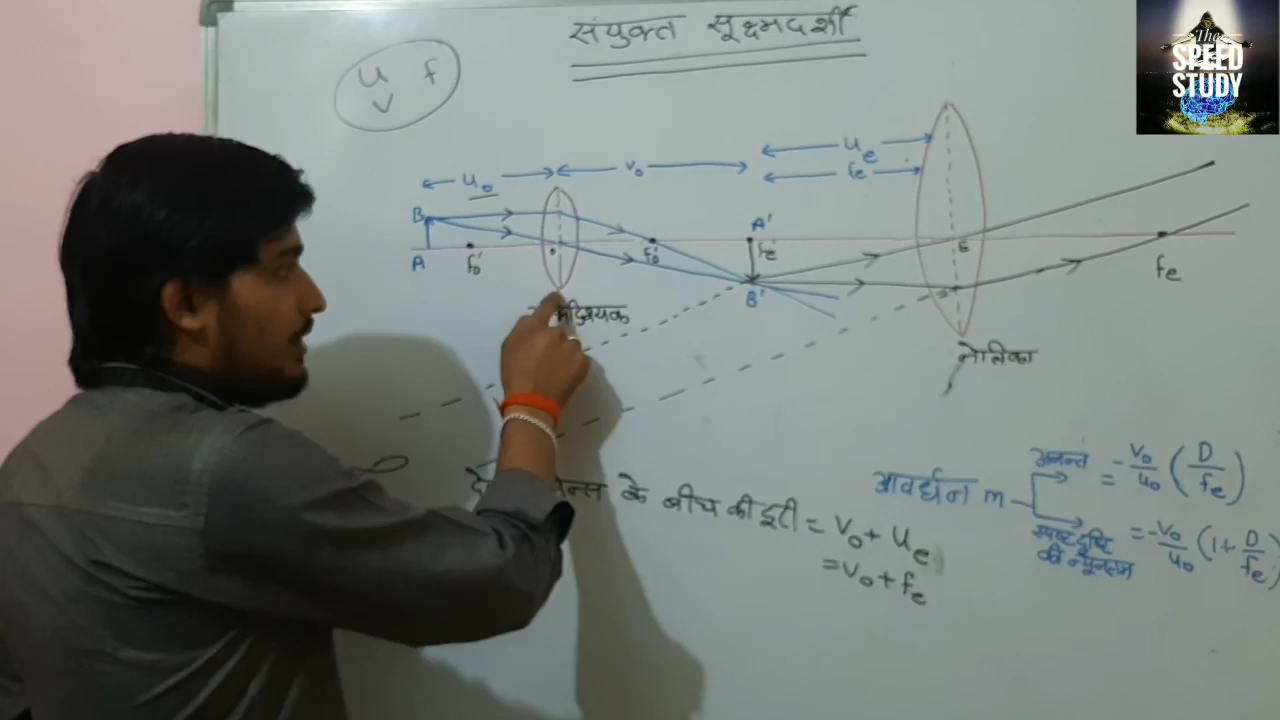 संयुक्त सूक्ष्मदर्शी
The
SPEED
STUDY
u f
v
u₀ v₀ uₑ
fₑ
B A'
A f₀' o f₀' fₑ' E fₑ
B'
नेत्रिका
लेन्स के बीच की दूरी = v₀ + uₑ
= v₀ + fₑ
आवर्धन m
अनन्त = -v₀/u₀ (D/fₑ)
स्पष्ट दृष्टि की न्यूनतम = -v₀/u₀ (1+D/fₑ)